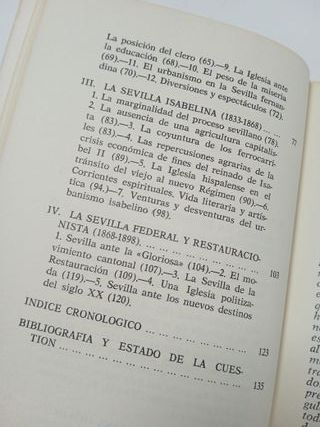 La posición del clero (65).—9. La Iglesia ante
la educación (68).—10. El peso de la miseria
(69).—11. El urbanismo en la Sevilla fernan-
dina (70).—12. Diversiones y espectáculos (72).
III. LA SEVILLA ISABELINA (1833-1868) ... ... 77
1. La marginalidad del proceso sevillano (78).
2. La ausencia de una agricultura capitalis-
ta (83).—3. La coyuntura de los ferrocarri-
les (83).—4. Las repercusiones agrarias de la
crisis económica de fines del reinado de Isa-
bel II (89).—5. La Iglesia hispalense en el
tránsito del viejo al nuevo Régimen (90).—6.
Corrientes espirituales. Vida literaria y artís-
tica (94.)—7. Venturas y desventuras del ur-
banismo isabelino (98).
IV. LA SEVILLA FEDERAL Y RESTAURACIO-
NISTA (1868-1898). ... ... ... ... ... ... 103
1. Sevilla ante la «Gloriosa» (104).—2. El mo-
vimiento cantonal (107).—3. La Sevilla de la
Restauración (109).—4. Una Iglesia politiza-
da (119).—5. Sevilla ante los nuevos destinos
del siglo XX (120).
INDICE CRONOLOGICO ... ... ... ... ... ... 123
BIBLIOGRAFIA Y ESTADO DE LA CUES-
TION ... ... ... ... ... ... ... ... 135